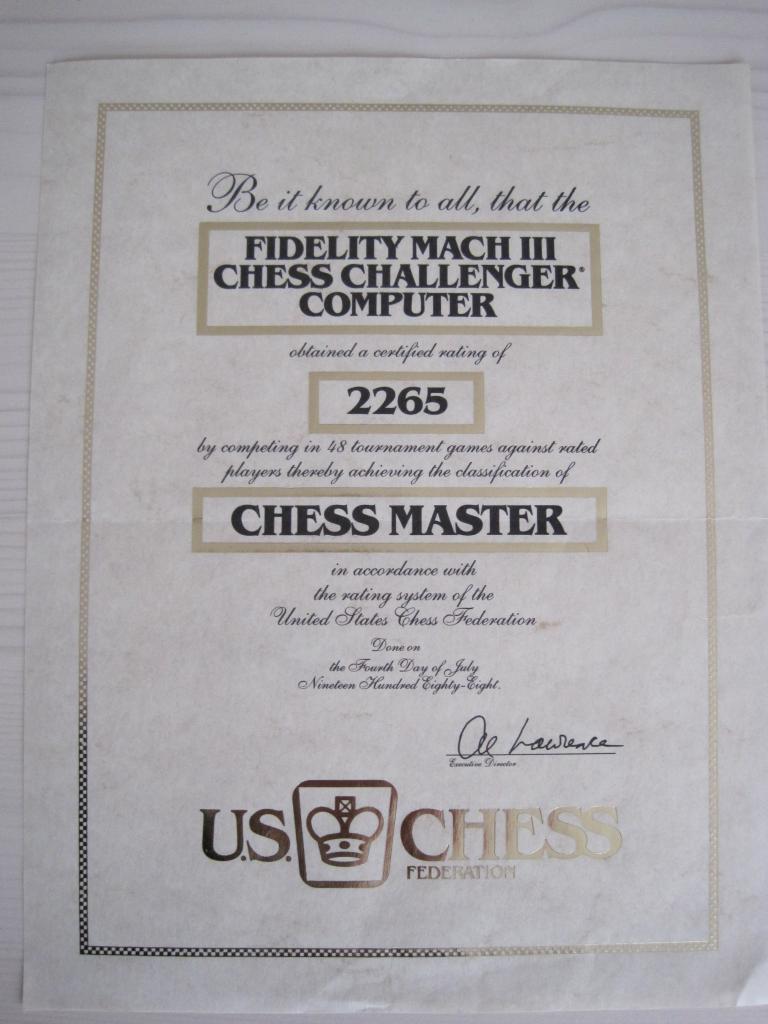 Be it known to all, that the
FIDELITY MACH III
CHESS CHALLENGER®
COMPUTER
obtained a certified rating of
2265
by competing in 48 tournament games against rated
players thereby achieving the classification of
CHESS MASTER
in accordance with
the rating system of the
United States Chess Federation
Done on
the Fourth Day of July
Nineteen Hundred Eighty-Eight.
Al Lawrence
Executive Director
U.S. CHESS
FEDERATION